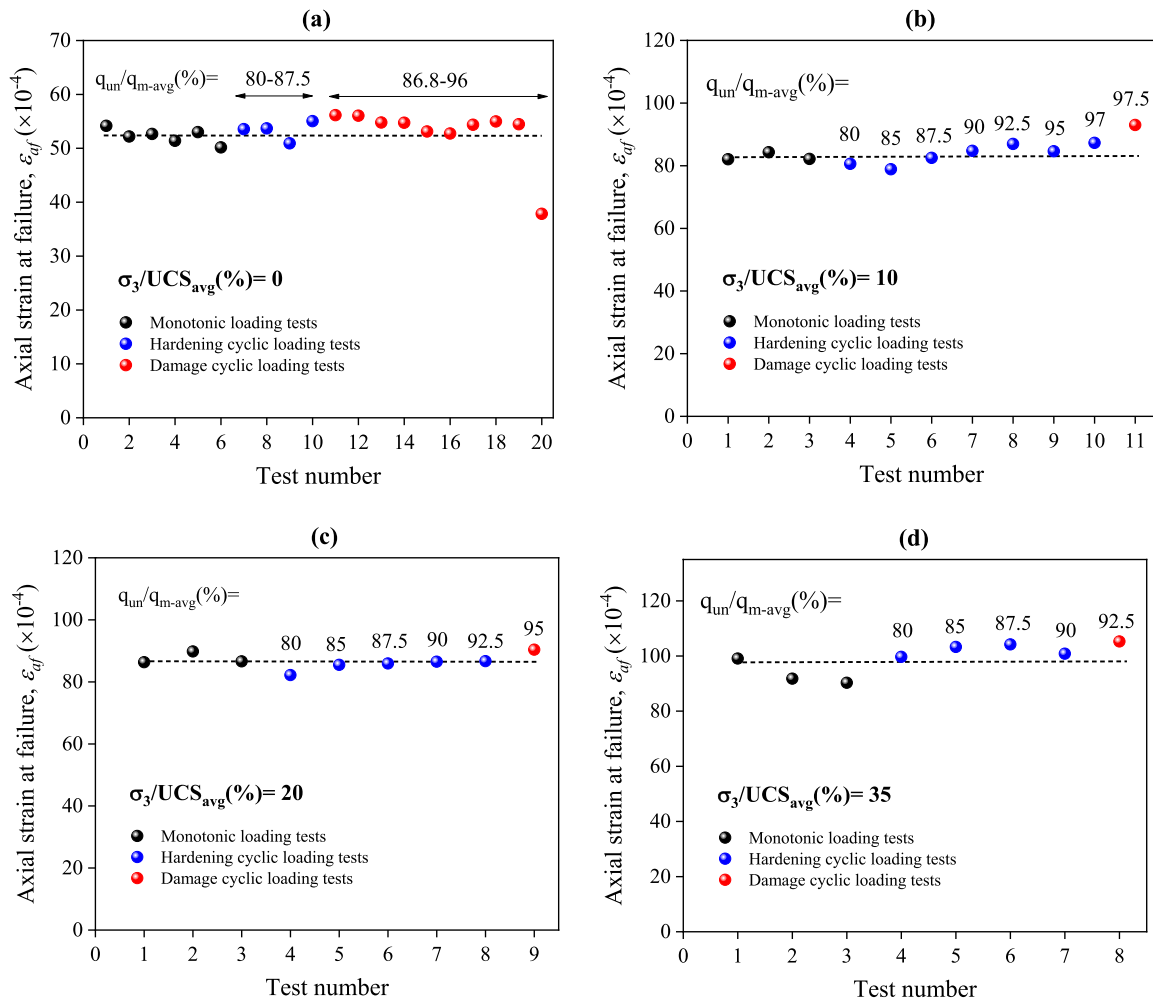 (a)
Axial strain at failure, εaf (×10-4)
70
60
50
40
30
20
10
0
qun/qm-avg(%)=
80-87.5
86.8-96
σ3/UCSavg(%)= 0
Monotonic loading tests
Hardening cyclic loading tests
Damage cyclic loading tests
0 2 4 6 8 10 12 14 16 18 20
Test number
(b)
Axial strain at failure, εaf (×10-4)
120
100
80
60
40
20
0
qun/qm-avg(%)=
80 85 87.5 90 92.5 95 97 97.5
σ3/UCSavg(%)= 10
Monotonic loading tests
Hardening cyclic loading tests
Damage cyclic loading tests
0 1 2 3 4 5 6 7 8 9 10 11
Test number
(c)
Axial strain at failure, εaf (×10-4)
120
100
80
60
40
20
0
qun/qm-avg(%)=
80 85 87.5 90 92.5 95
σ3/UCSavg(%)= 20
Monotonic loading tests
Hardening cyclic loading tests
Damage cyclic loading tests
0 1 2 3 4 5 6 7 8 9
Test number
(d)
Axial strain at failure, εaf (×10-4)
120
100
80
60
40
20
0
qun/qm-avg(%)=
80 85 87.5 90 92.5
σ3/UCSavg(%)= 35
Monotonic loading tests
Hardening cyclic loading tests
Damage cyclic loading tests
0 1 2 3 4 5 6 7 8
Test number